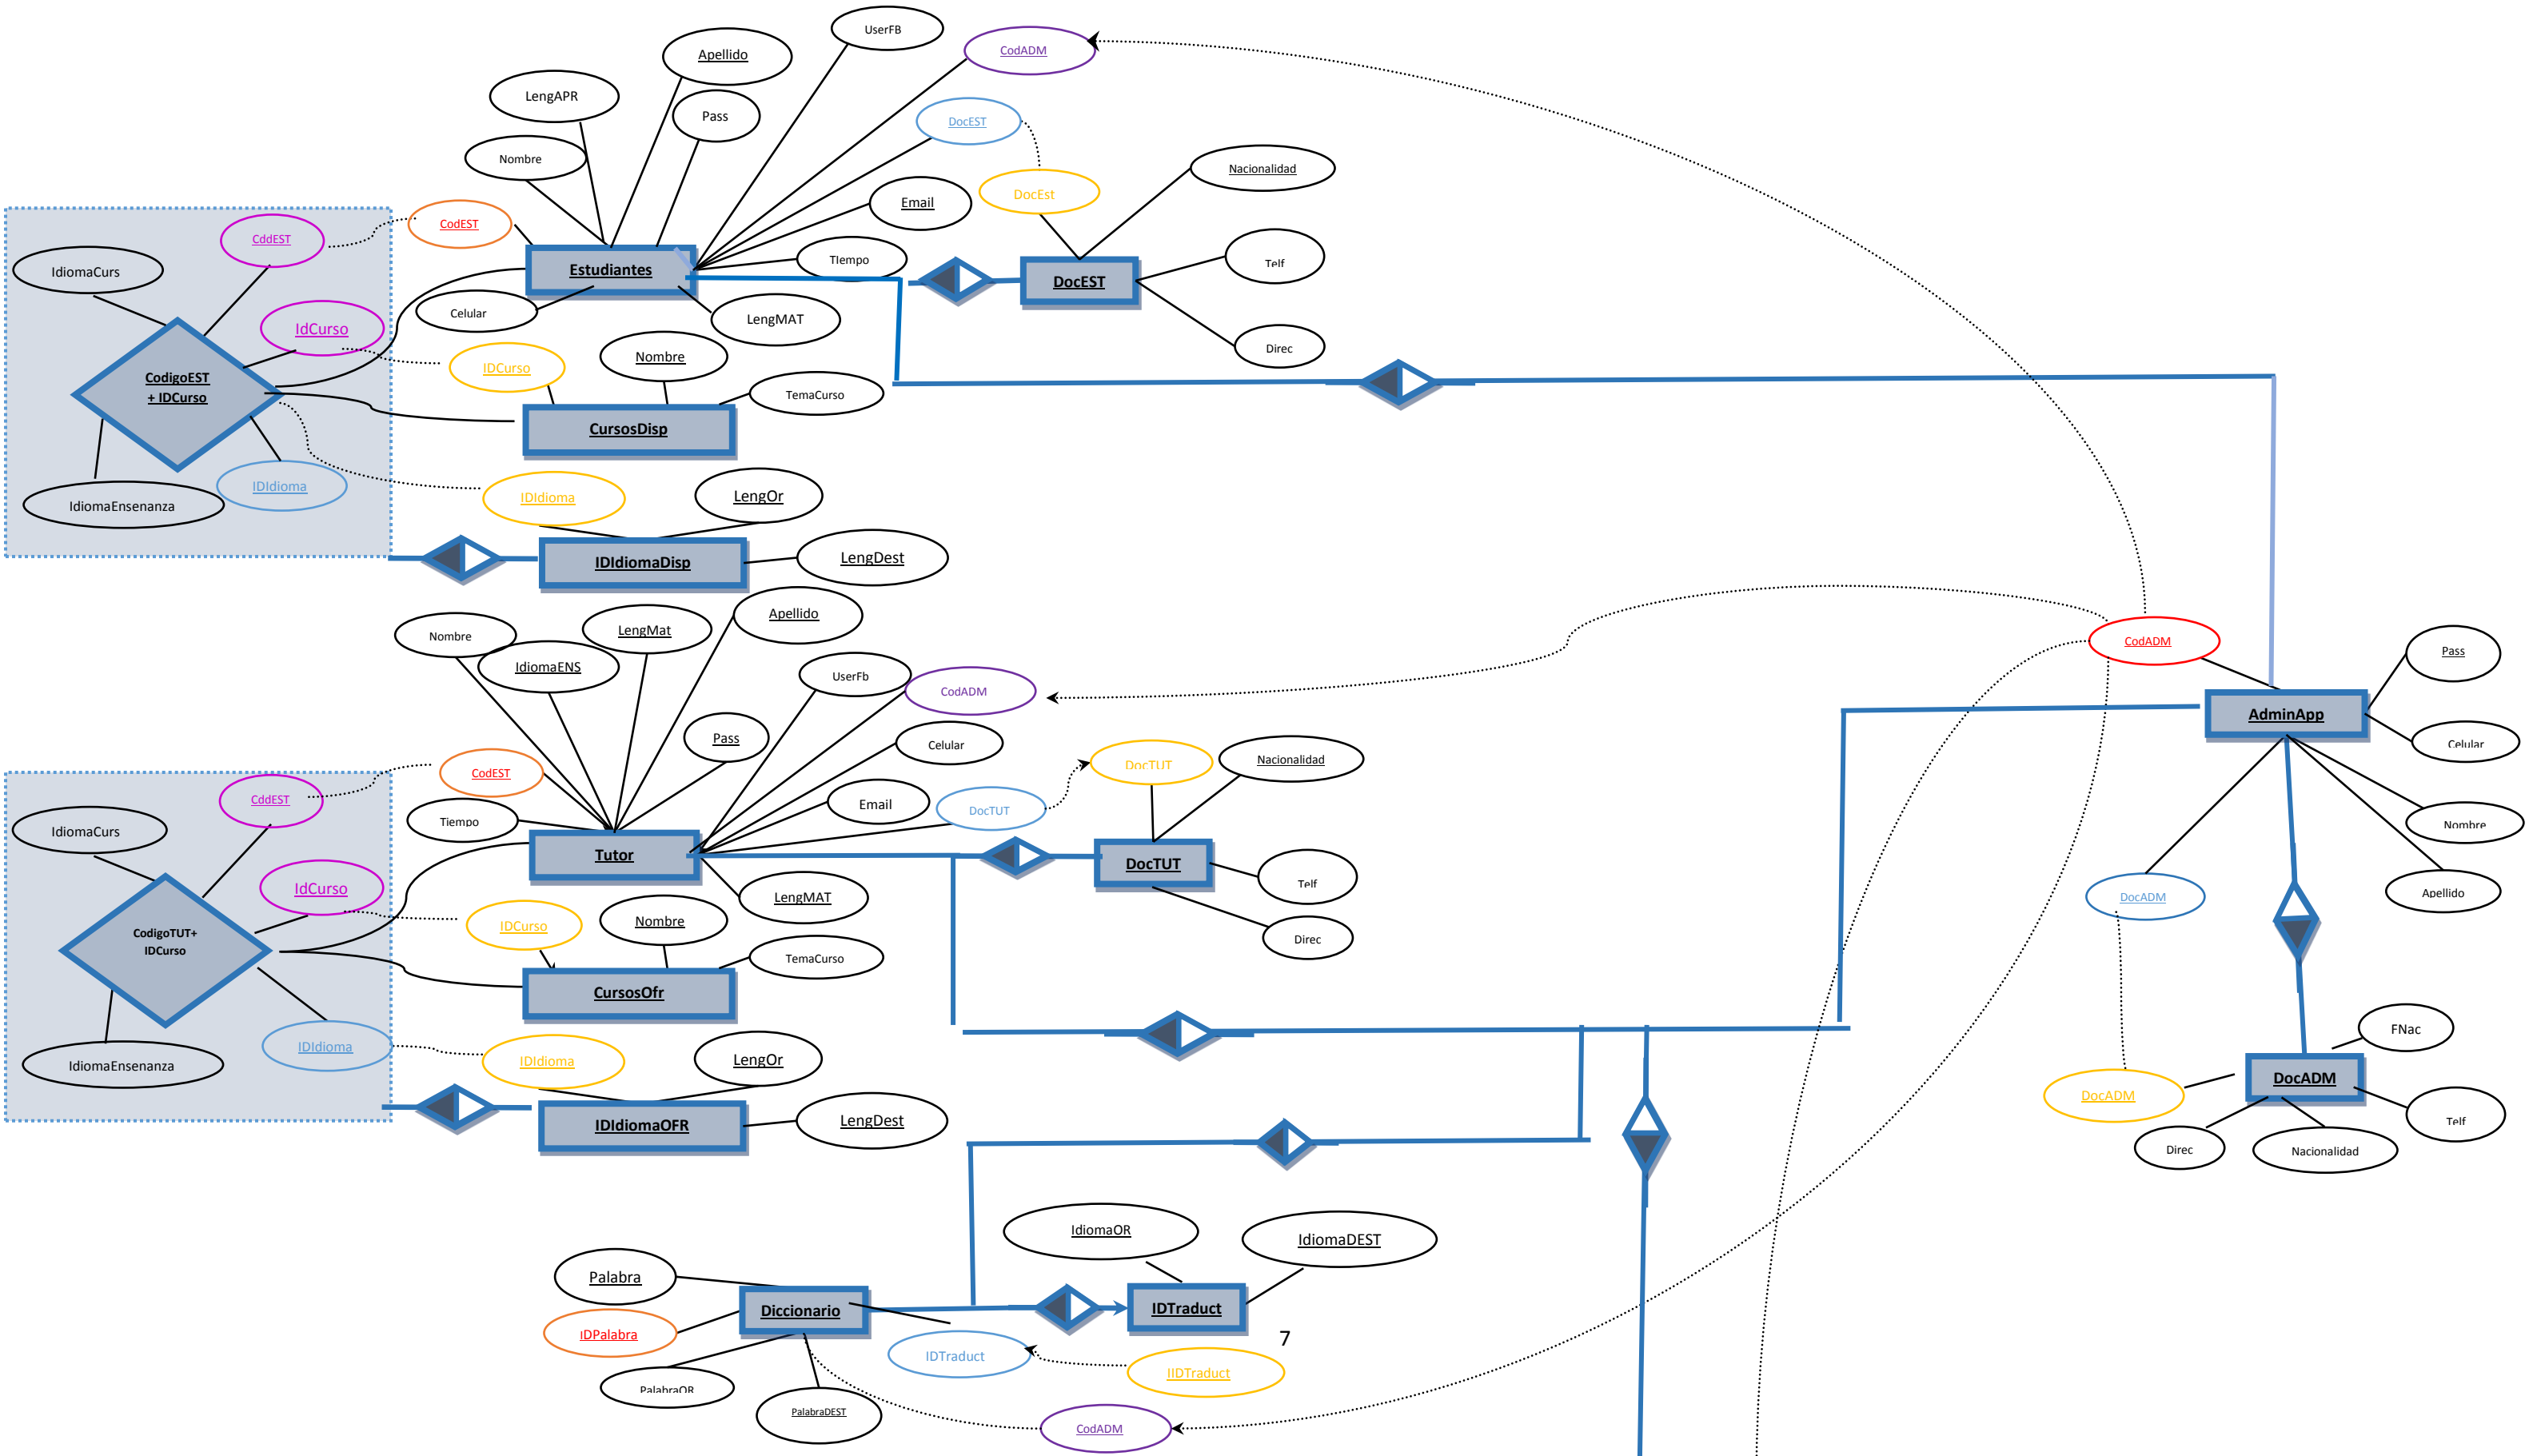 UserFB
CodADM
Apellido
LengAPR
Pass
DocEST
Nombre
Nacionalidad
DocEst
Email
CodEST
CddEST
TIempo
Telf
IdiomaCurs
Estudiantes
DocEST
Celular
LengMAT
IdCurso
Direc
Nombre
IDCurso
CodigoEST
+ IDCurso
TemaCurso
CursosDisp
IDIdioma
IdiomaEnsenanza
IDIdioma
LengOr
IDIdiomaDisp
LengDest
Apellido
Nombre
LengMat
IdiomaENS
UserFb
CodADM
CodADM
Pass
AdminApp
Pass
Celular
Celular
Nacionalidad
DocTUT
CodEST
CddEST
Email
DocTUT
Tiempo
IdiomaCurs
Nombre
Tutor
DocTUT
Telf
LengMAT
IdCurso
Apellido
DocADM
Nombre
IDCurso
Direc
CodigoTUT+
IDCurso
TemaCurso
CursosOfr
FNac
IDIdioma
IdiomaEnsenanza
IDIdioma
LengOr
DocADM
DocADM
Telf
IDIdiomaOFR
LengDest
Direc
Nacionalidad
IdiomaOR
IdiomaDEST
Palabra
Diccionario
IDTraduct
IDPalabra
7
IDTraduct
IIDTraduct
PalabraOR
PalabraDEST
CodADM